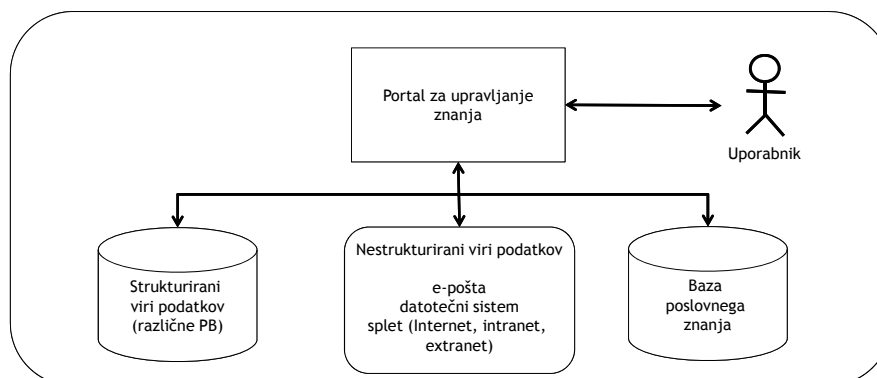 Portal za upravljanje
znanja
Uporabnik
Strukturirani
viri podatkov
(različne PB)
Nestrukturirani viri podatkov
e-pošta
datotečni sistem
splet (Internet, intranet,
extranet)
Baza
poslovnega
znanja